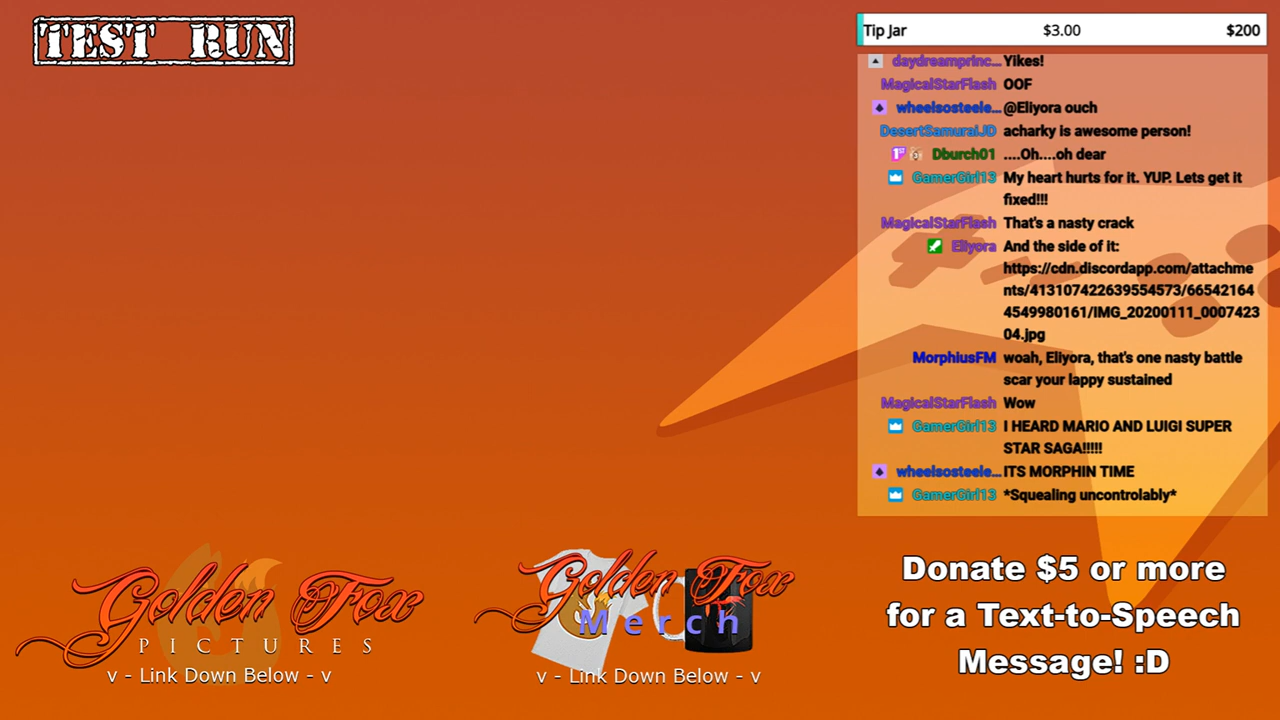 TEST RUN
Tip Jar $3.00 $200
daydreamprinc... Yikes!
MagicalStarFlash OOF
wheelsosteele... @Eliyora ouch
DesertSamuraiJD acharky is awesome person!
Dburch01 ....Oh....oh dear
GamerGirl13 My heart hurts for it. YUP. Lets get it
fixed!!!
MagicalStarFlash That's a nasty crack
Eliyora And the side of it:
https://cdn.discordapp.com/attachme
nts/413107422639554573/66542164
4549980161/IMG_20200111_0007423
04.jpg
MorphiusFM woah, Eliyora, that's one nasty battle
scar your lappy sustained
MagicalStarFlash Wow
GamerGirl13 I HEARD MARIO AND LUIGI SUPER
STAR SAGA!!!!!
wheelsosteele... ITS MORPHIN TIME
GamerGirl13 *Squealing uncontrolably*
Golden Fox
PICTURES
v - Link Down Below - v
Golden Fox
Merch
v - Link Down Below - v
Donate $5 or more
for a Text-to-Speech
Message! :D